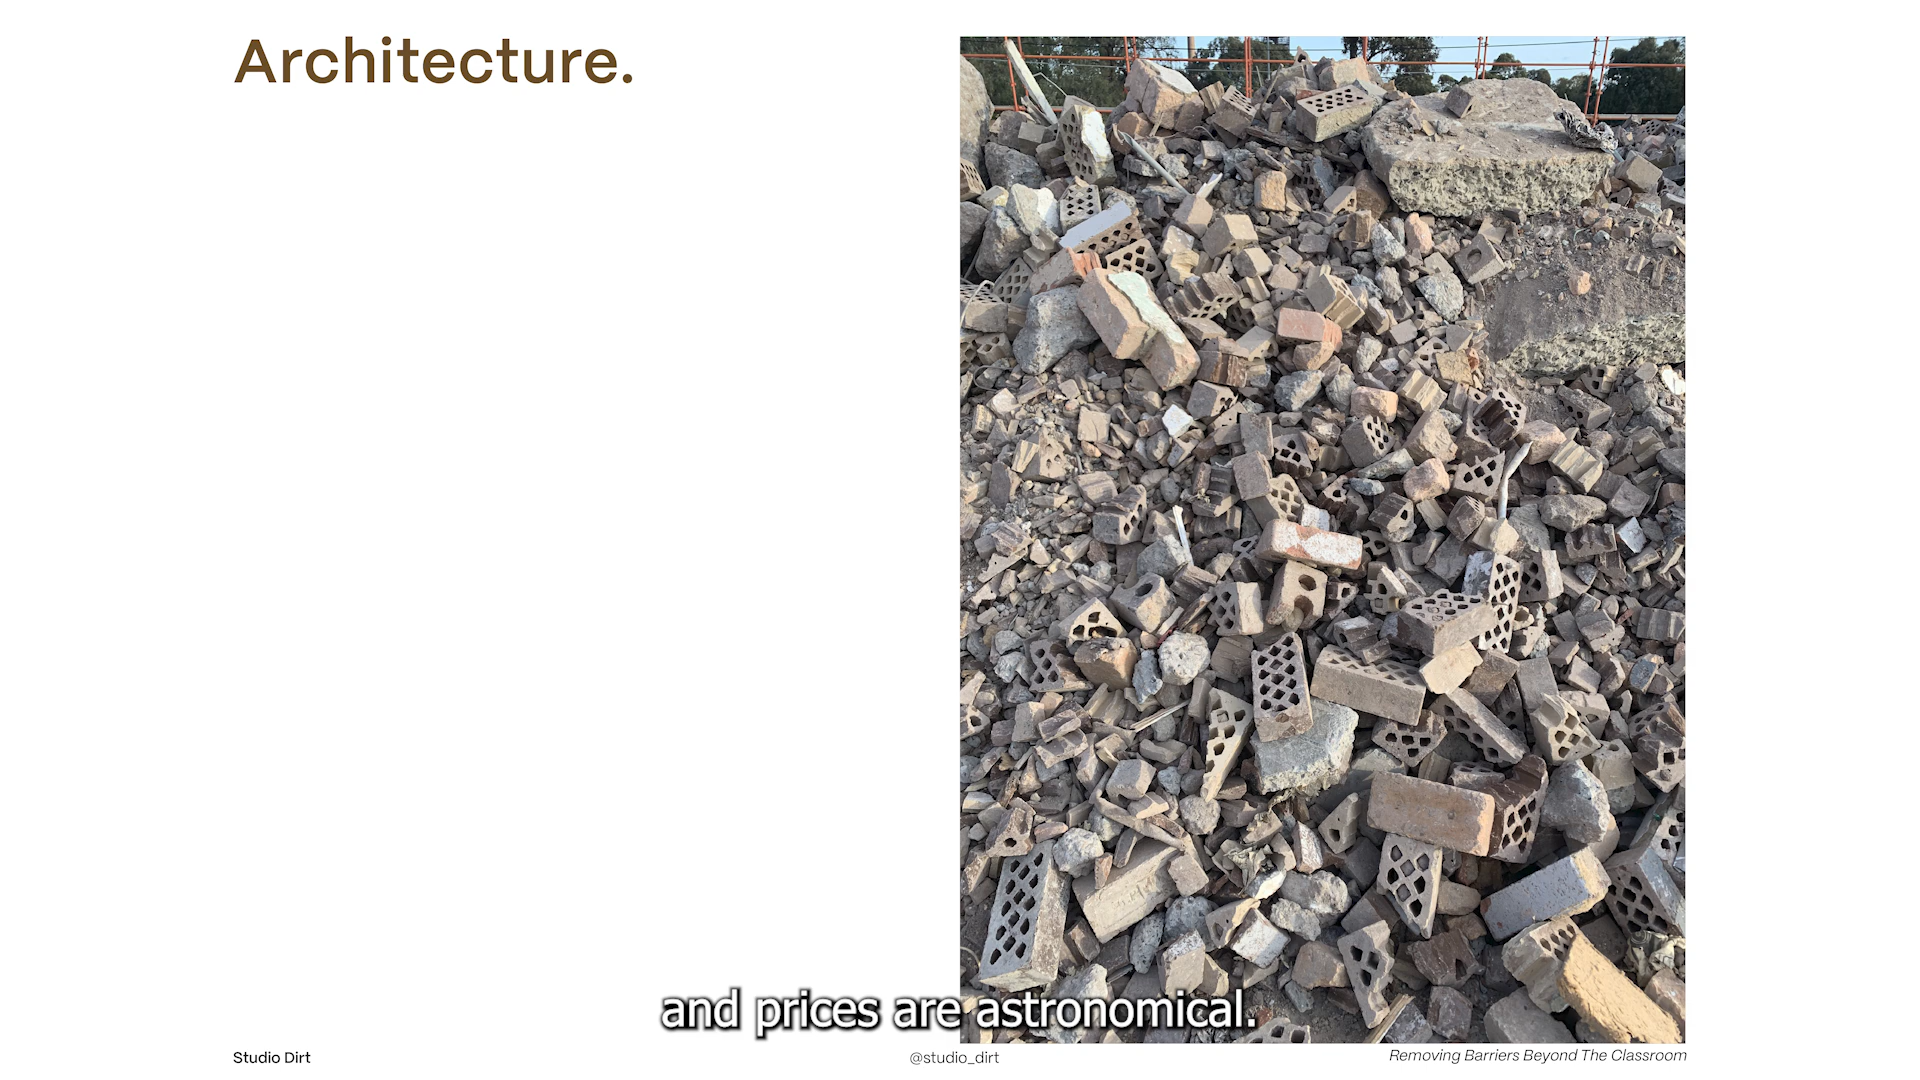 Architecture.
and prices are astronomical.
Studio Dirt
@studio_dirt
Removing Barriers Beyond The Classroom